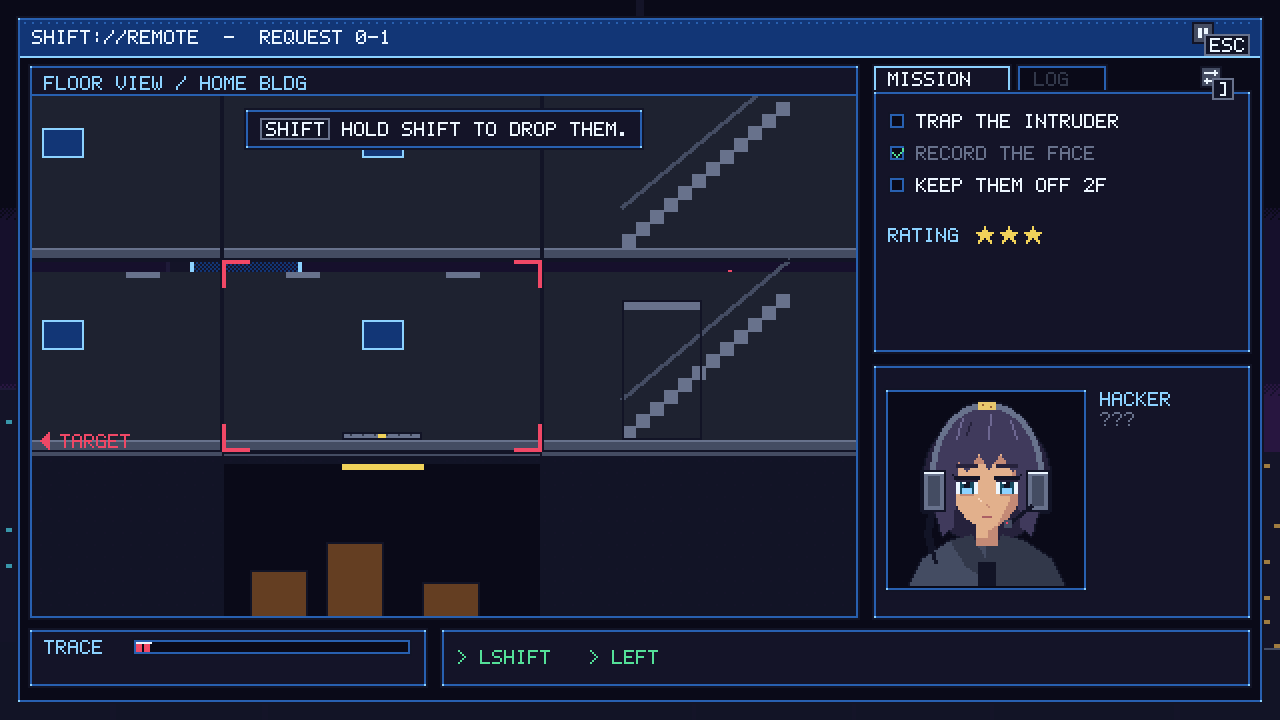 SHIFT://REMOTE - REQUEST 0-1
ESC
FLOOR VIEW / HOME BLDG
SHIFT HOLD SHIFT TO DROP THEM.
TARGET
MISSION LOG
]
TRAP THE INTRUDER
RECORD THE FACE
KEEP THEM OFF 2F
RATING
HACKER
???
TRACE
> LSHIFT > LEFT